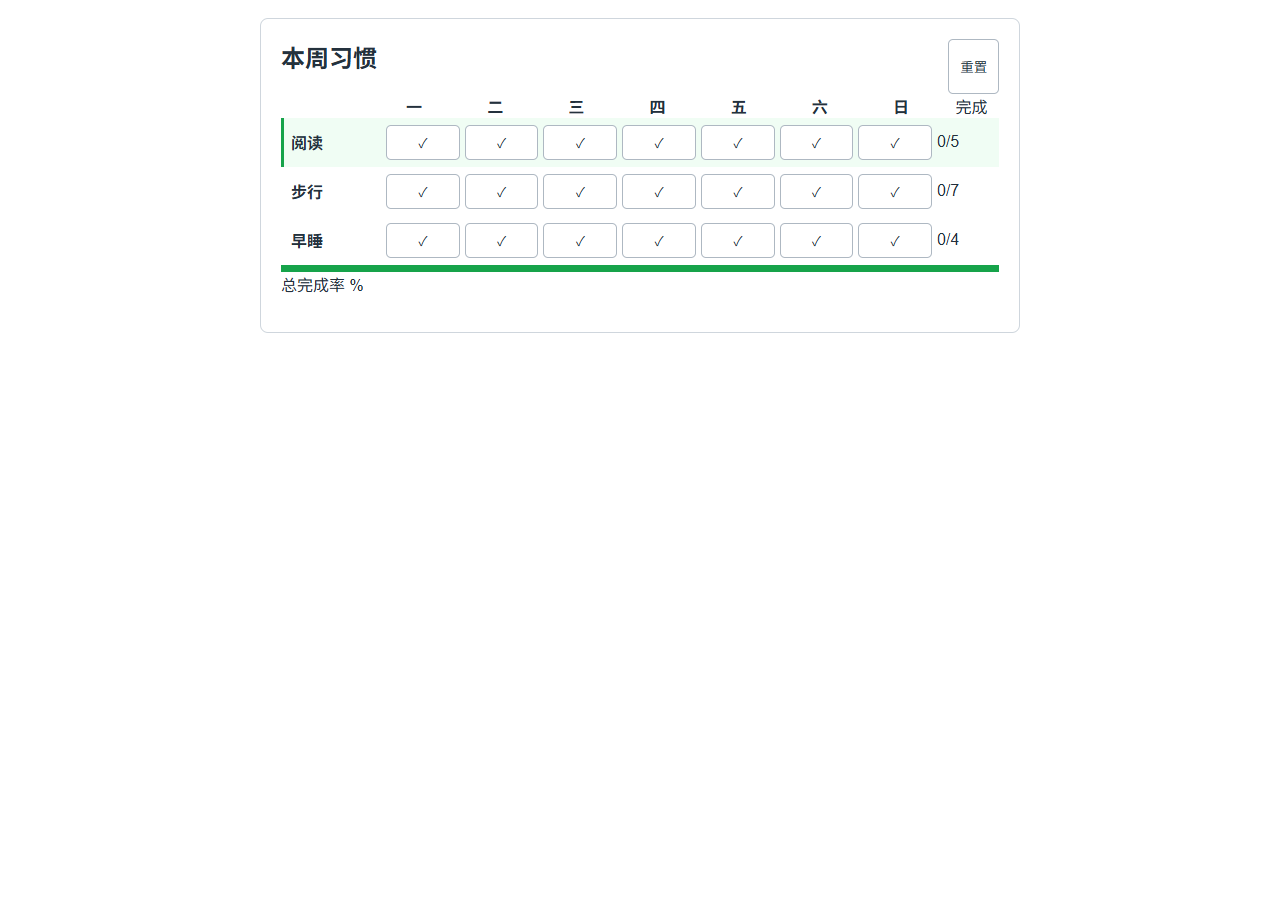 本周习惯
重置
一 二 三 四 五 六 日 完成
阅读 ✓ ✓ ✓ ✓ ✓ ✓ ✓ 0/5
步行 ✓ ✓ ✓ ✓ ✓ ✓ ✓ 0/7
早睡 ✓ ✓ ✓ ✓ ✓ ✓ ✓ 0/4
总完成率 %